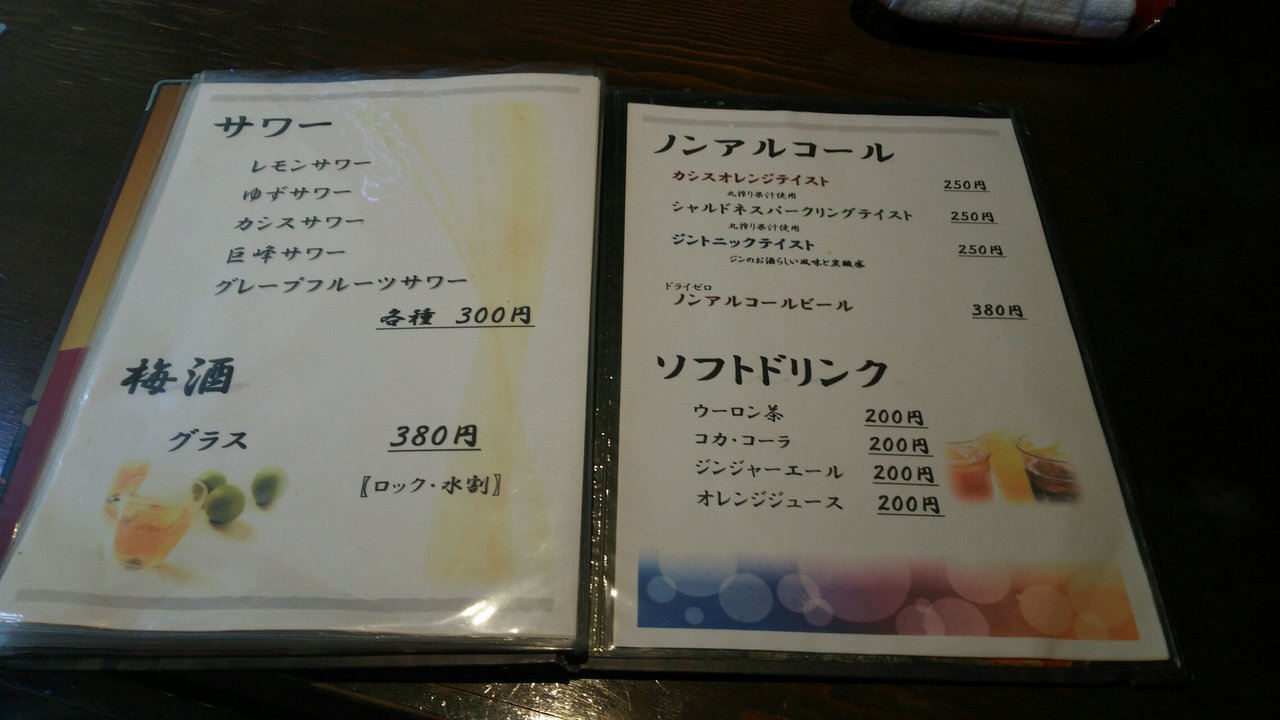 サワー
レモンサワー
ゆずサワー
カシスサワー
巨峰サワー
グレープフルーツサワー
各種 300円
梅酒
グラス 380円
〖ロック・水割〗
ノンアルコール
カシスオレンジテイスト 250円
丸搾り果汁使用
シャルドネスパークリングテイスト 250円
丸搾り果汁使用
ジントニックテイスト 250円
ジンのお酒らしい風味と炭酸感
ドライゼロ
ノンアルコールビール 380円
ソフトドリンク
ウーロン茶 200円
コカ・コーラ 200円
ジンジャーエール 200円
オレンジジュース 200円